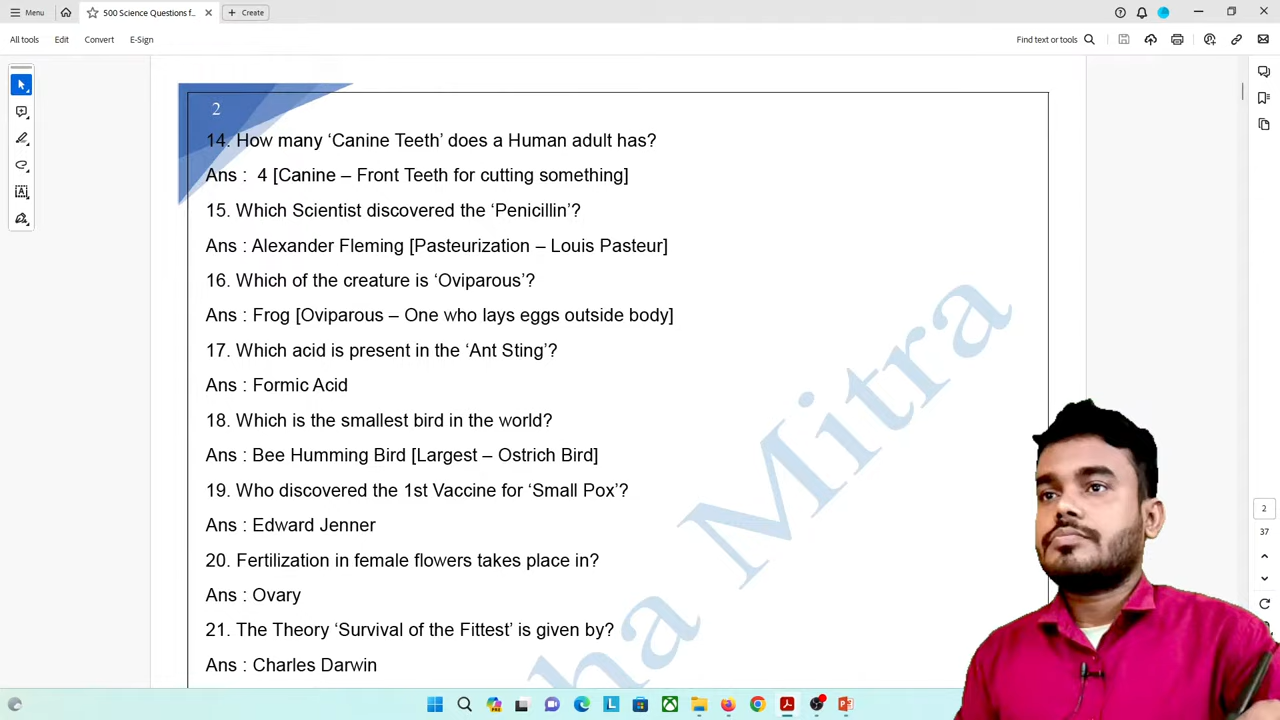 Menu
500 Science Questions f..
Create
All tools
Edit
Convert
E-Sign
Find text or tools
2
14. How many ‘Canine Teeth’ does a Human adult has?
Ans : 4 [Canine – Front Teeth for cutting something]
15. Which Scientist discovered the ‘Penicillin’?
Ans : Alexander Fleming [Pasteurization – Louis Pasteur]
16. Which of the creature is ‘Oviparous’?
Ans : Frog [Oviparous – One who lays eggs outside body]
17. Which acid is present in the ‘Ant Sting’?
Ans : Formic Acid
18. Which is the smallest bird in the world?
Ans : Bee Humming Bird [Largest – Ostrich Bird]
19. Who discovered the 1st Vaccine for ‘Small Pox’?
Ans : Edward Jenner
20. Fertilization in female flowers takes place in?
Ans : Ovary
21. The Theory ‘Survival of the Fittest’ is given by?
Ans : Charles Darwin
Mitra
2
37